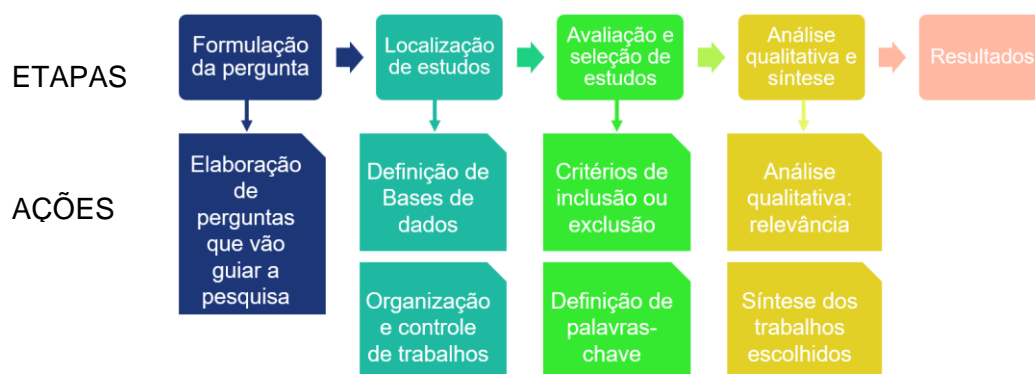 ETAPAS
Formulação
da pergunta
Localização
de estudos
Avaliação e
seleção de
estudos
Análise
qualitativa e
síntese
Resultados
AÇÕES
Elaboração
de
perguntas
que vão
guiar a
pesquisa
Definição de
Bases de
dados
Critérios de
inclusão ou
exclusão
Análise
qualitativa:
relevância
Organização
e controle
de trabalhos
Definição de
palavras-
chave
Síntese dos
trabalhos
escolhidos